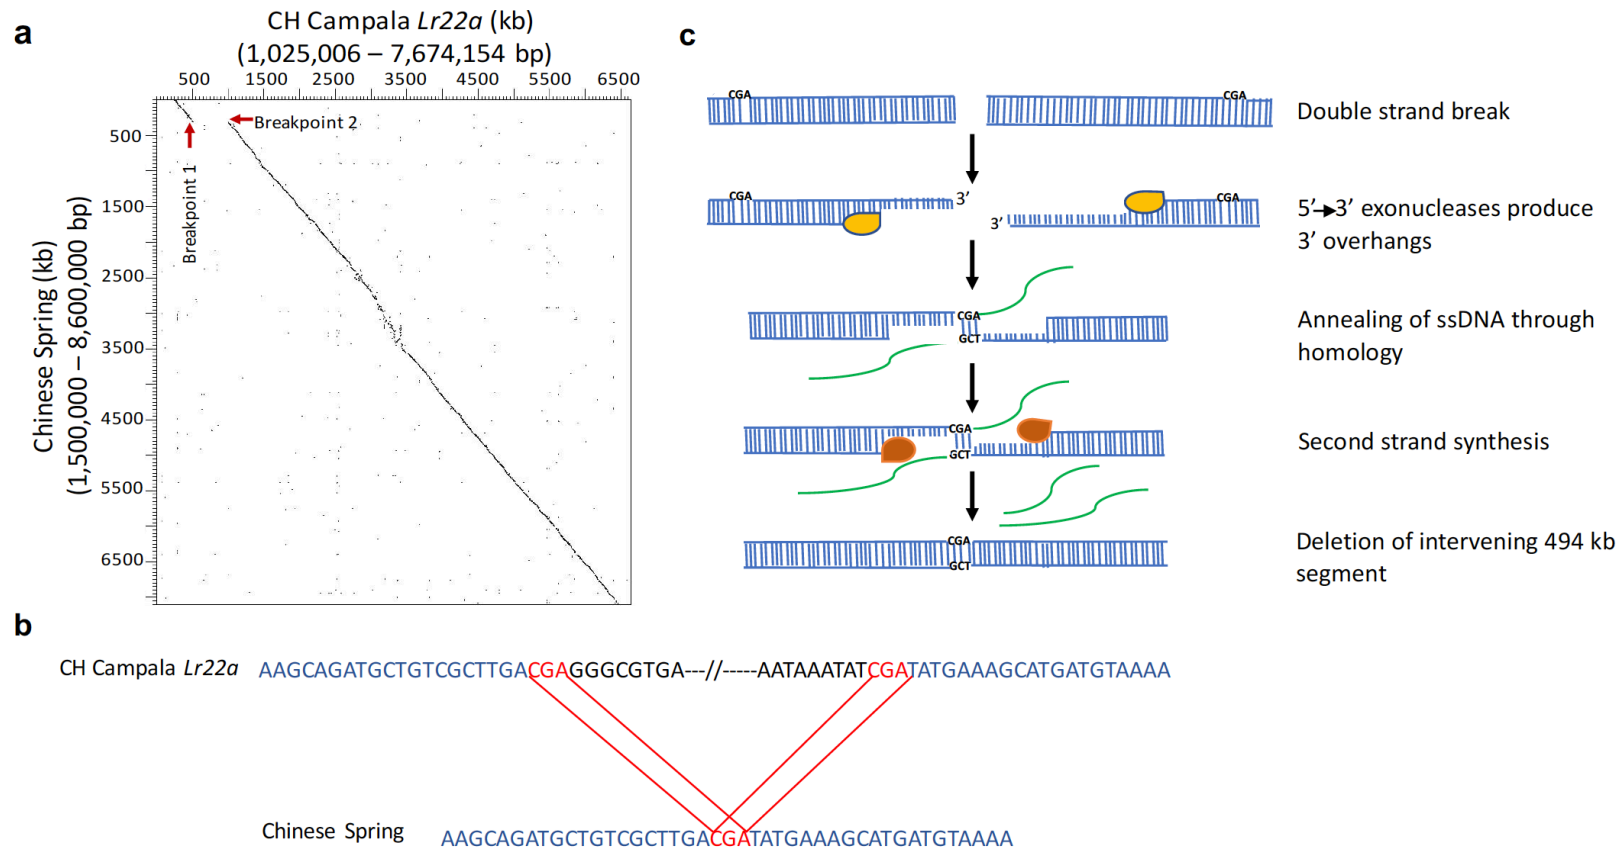 a
CH Campala Lr22a (kb)
(1,025,006 – 7,674,154 bp)
500 1500 2500 3500 4500 5500 6500
Chinese Spring (kb)
(1,500,000 – 8,600,000 bp)
500
1500
2500
3500
4500
5500
6500
Breakpoint 1
Breakpoint 2
c
CGA CGA
Double strand break
CGA 3’ CGA
3’
5’→3’ exonucleases produce
3’ overhangs
CGA
GCT
Annealing of ssDNA through
homology
CGA
GCT
Second strand synthesis
CGA
GCT
Deletion of intervening 494 kb
segment
b
CH Campala Lr22a AAGCAGATGCTGTCGCTTGACGAGGGCGTGA---//-----AATAAATATCGATATGAAAGCATGATGTAAAA
Chinese Spring AAGCAGATGCTGTCGCTTGACGATATGAAAGCATGATGTAAAA